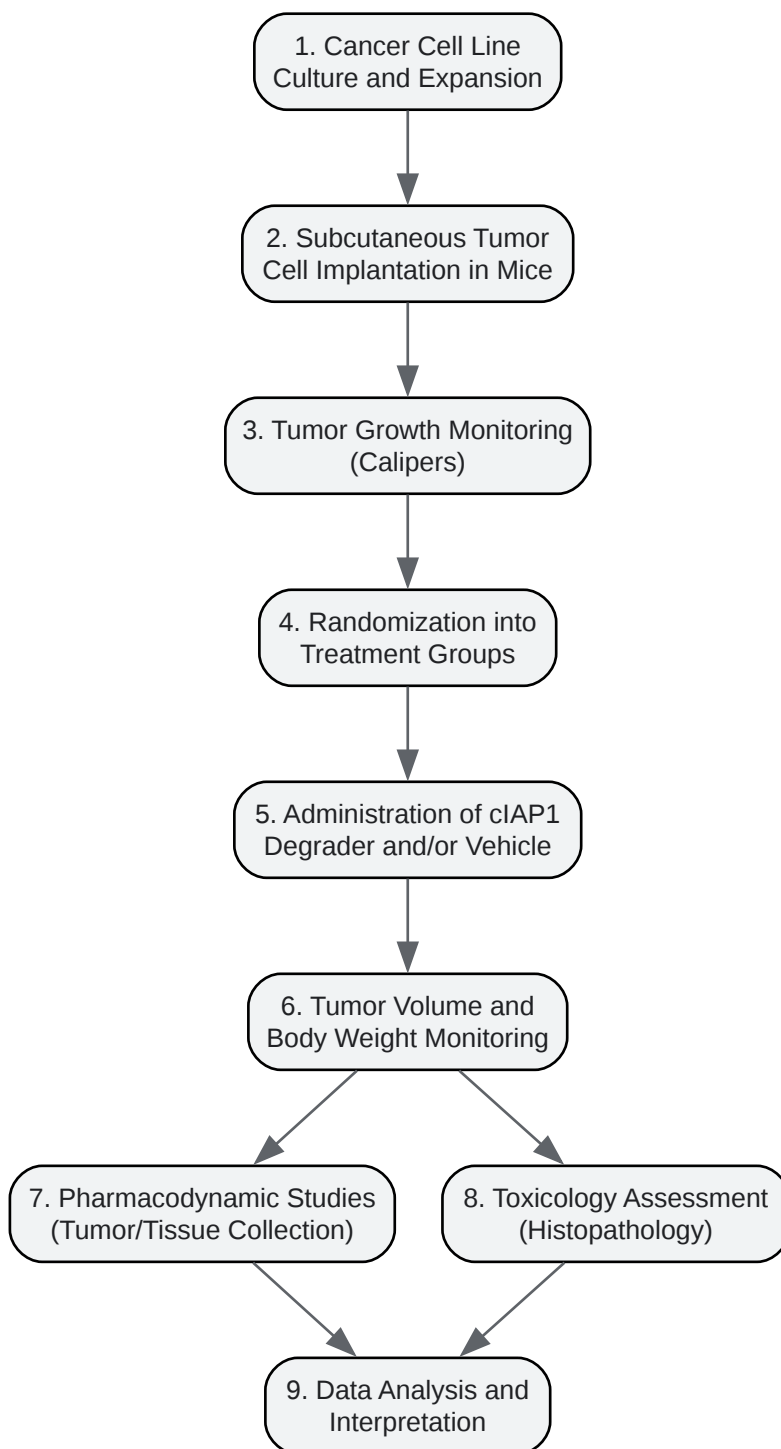 1. Cancer Cell Line
Culture and Expansion
2. Subcutaneous Tumor
Cell Implantation in Mice
3. Tumor Growth Monitoring
(Calipers)
4. Randomization into
Treatment Groups
5. Administration of cIAP1
Degrader and/or Vehicle
6. Tumor Volume and
Body Weight Monitoring
7. Pharmacodynamic Studies
(Tumor/Tissue Collection)
8. Toxicology Assessment
(Histopathology)
9. Data Analysis and
Interpretation